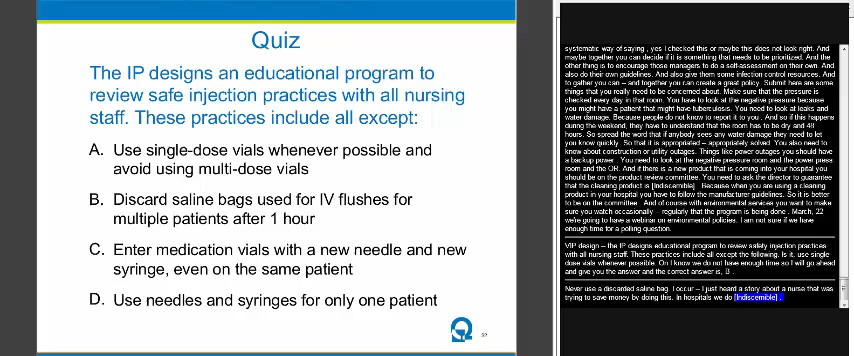 Quiz
The IP designs an educational program to
review safe injection practices with all nursing
staff. These practices include all except:
A. Use single-dose vials whenever possible and
avoid using multi-dose vials
B. Discard saline bags used for IV flushes for
multiple patients after 1 hour
C. Enter medication vials with a new needle and new
syringe, even on the same patient
D. Use needles and syringes for only one patient
systematic way of saying , yes I checked this or maybe this does not look right. And
maybe together you can decide if it is something that needs to be prioritized. And the
other thing is to encourage those managers to do a self-assessment on their own. And
also do their own guidelines. And also give them some infection control resources. And
to gather you can – and together you can create a great policy. Submit here are some
things that you really need to be concerned about. Make sure that the pressure is
checked every day in that room. You have to look at the negative pressure because
you might have a patient that might have tuberculosis. You need to look at leaks and
water damage. Because people do not know to report it to you . And so if this happens
during the weekend, they have to understand that the room has to be dry and 48
hours. So spread the word that if anybody sees any water damage they need to let
you know quickly. So that it is appropriated – appropriately solved. You also need to
know about construction or utility outages. Things like power outages you should have
a backup power . You need to look at the negative pressure room and the power press
room and the OR. And if there is a new product that is coming into your hospital you
should be on the product review committee. You need to ask the director to guarantee
that the cleaning product is [Indiscernible] . Because when you are using a cleaning
product in your hospital you have to follow the manufacturer guidelines. So it is better
to be on the committee . And of course with environmental services you want to make
sure you watch occasionally – regularly that the program is being done . March, 22
we're going to have a webinar on environmental policies. I am not sure if we have
enough time for a polling question.
VIP design – the IP designs educational program to review safety injection practices
with all nursing staff. These practices include all except the following. Is it, use single
dose vials whenever possible. On I know we do not have enough time so I will go ahead
and give you the answer and the correct answer is, B .
Never use a discarded saline bag. I occur – I just heard a story about a nurse that was
trying to save money by doing this. In hospitals we do [Indiscernible] .